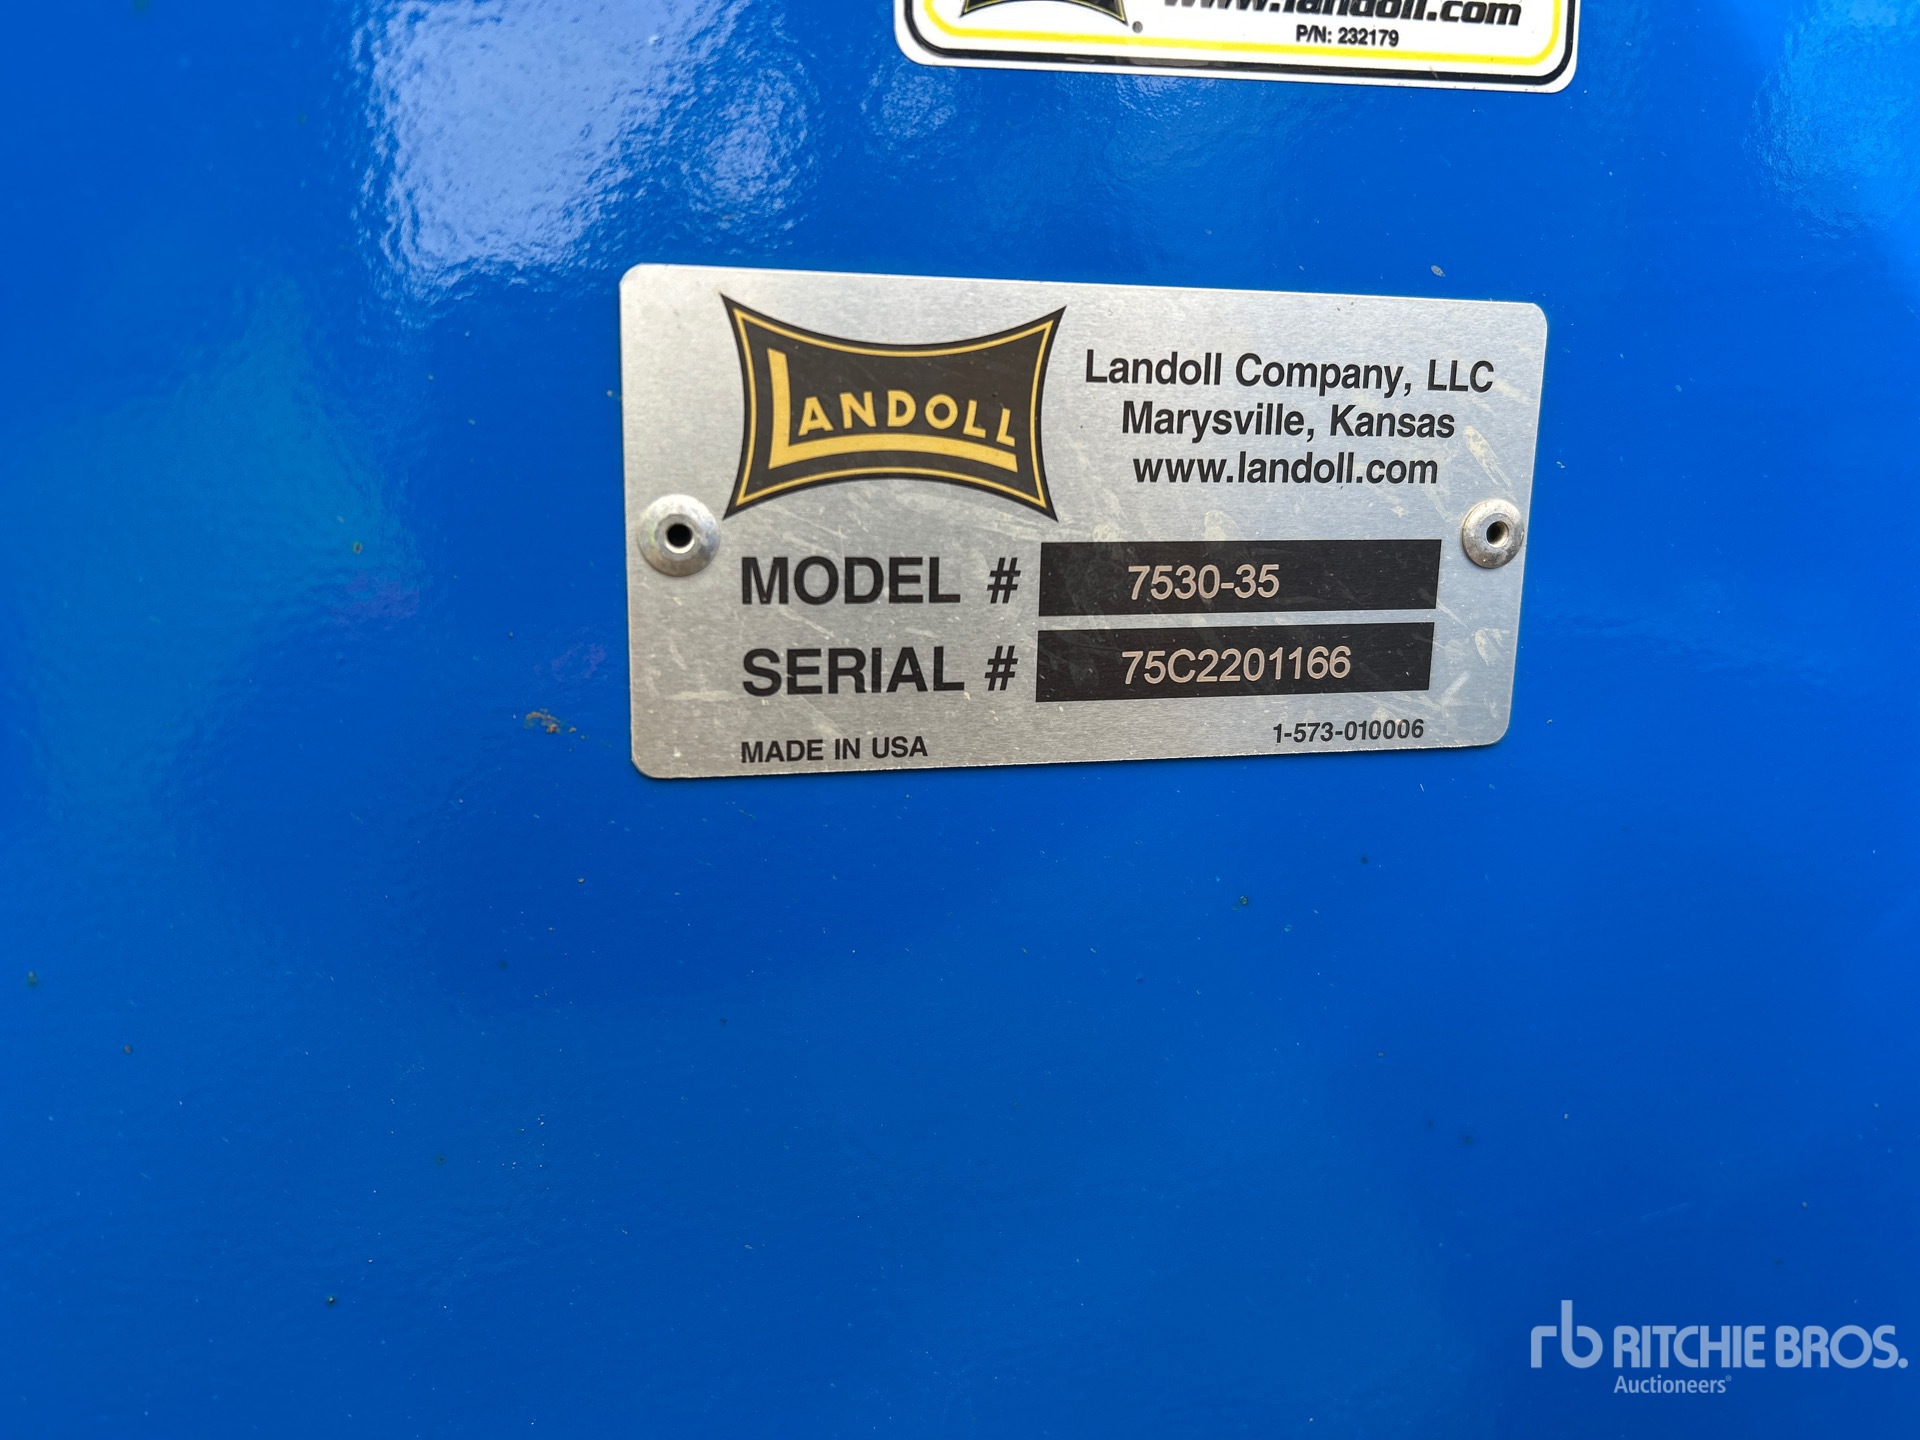 www.landoll.com
P/N: 232179
LANDOLL
Landoll Company, LLC
Marysville, Kansas
www.landoll.com
MODEL # 7530-35
SERIAL # 75C2201166
MADE IN USA
1-573-010006
rb RITCHIE BROS.
Auctioneers®